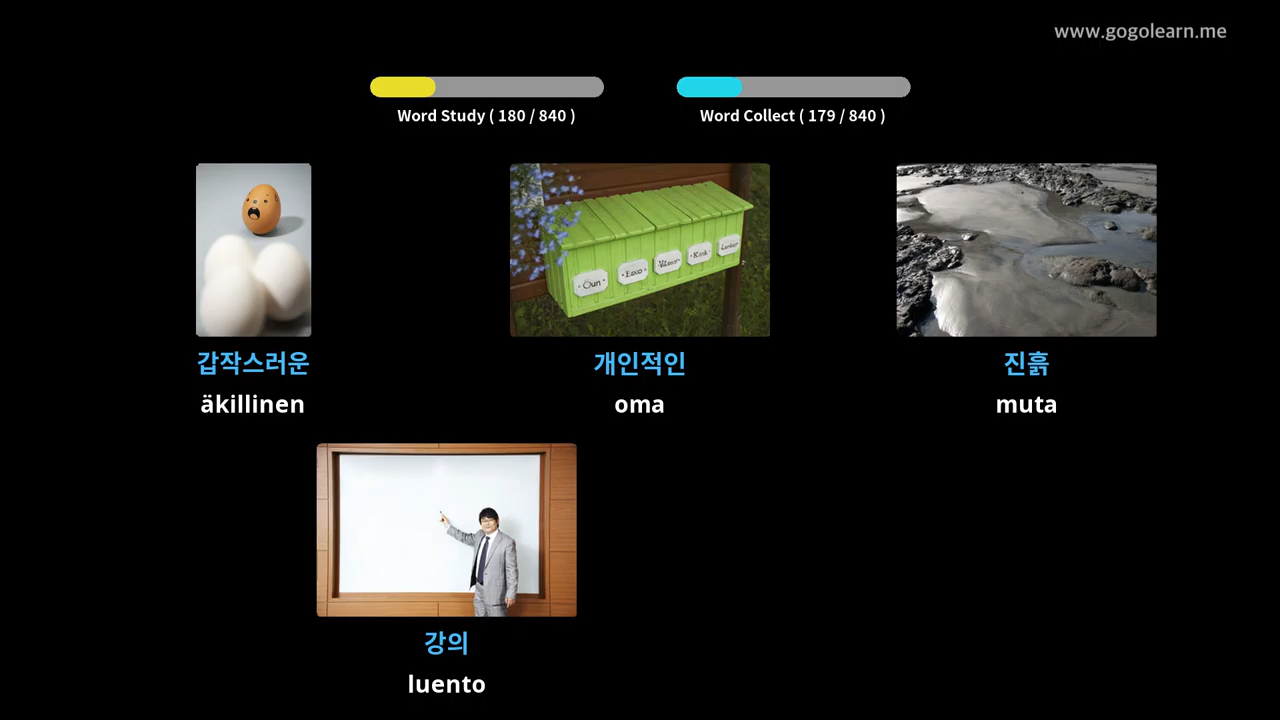 www.gogolearn.me
Word Study ( 180 / 840 )
Word Collect ( 179 / 840 )
갑작스러운
개인적인
진흙
äkillinen
oma
muta
강의
luento